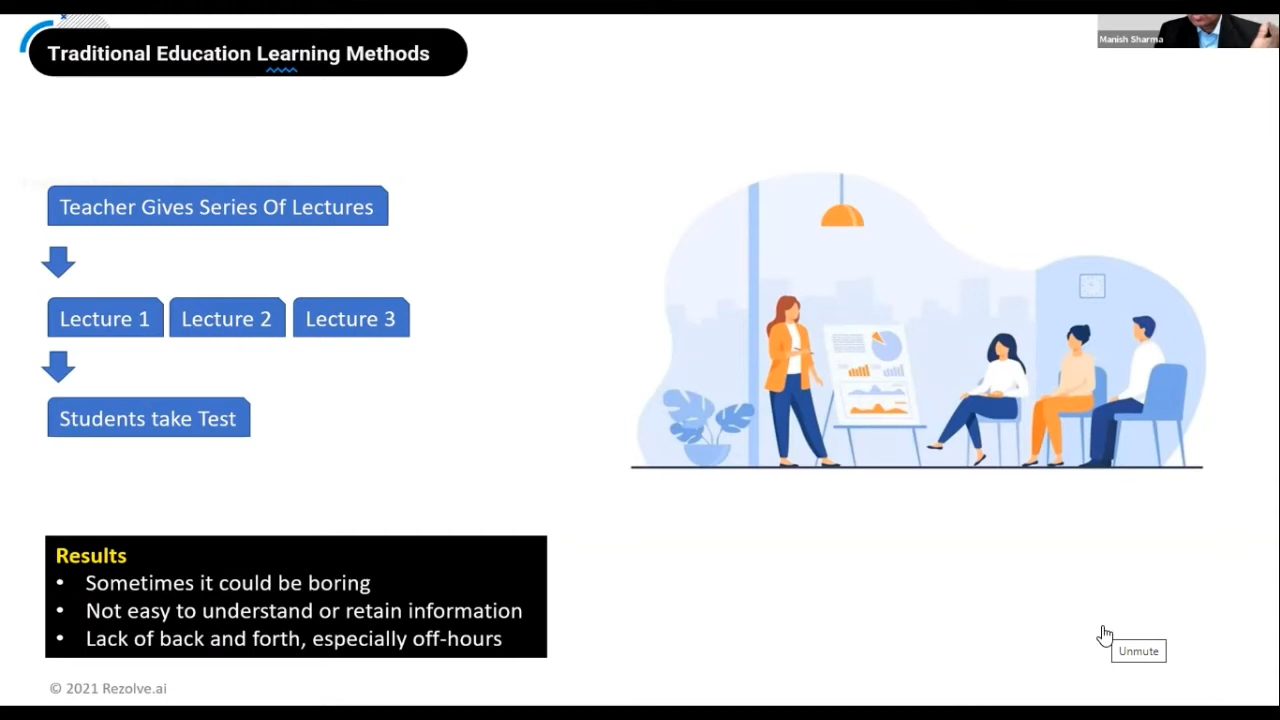 Traditional Education Learning Methods
Manish Sharma
Teacher Gives Series Of Lectures
Lecture 1 Lecture 2 Lecture 3
Students take Test
Results
• Sometimes it could be boring
• Not easy to understand or retain information
• Lack of back and forth, especially off-hours
Unmute
© 2021 Rezolve.ai